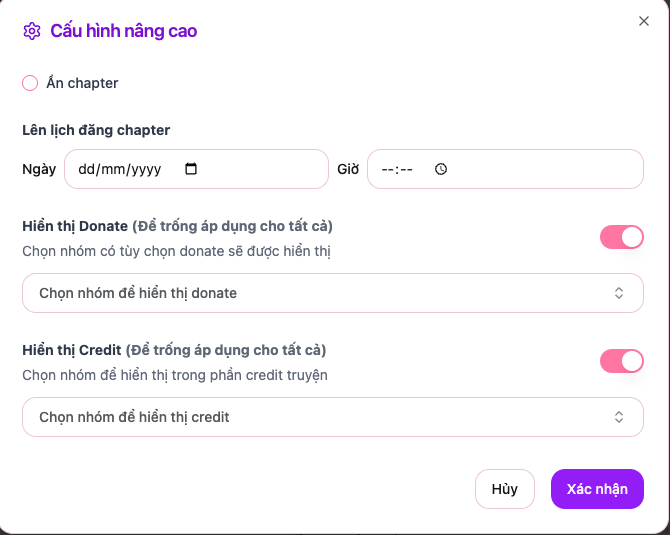 Cấu hình nâng cao
Ẩn chapter
Lên lịch đăng chapter
Ngày dd/mm/yyyy Giờ --:--
Hiển thị Donate (Để trống áp dụng cho tất cả)
Chọn nhóm có tùy chọn donate sẽ được hiển thị
Chọn nhóm để hiển thị donate
Hiển thị Credit (Để trống áp dụng cho tất cả)
Chọn nhóm để hiển thị trong phần credit truyện
Chọn nhóm để hiển thị credit
Hủy Xác nhận